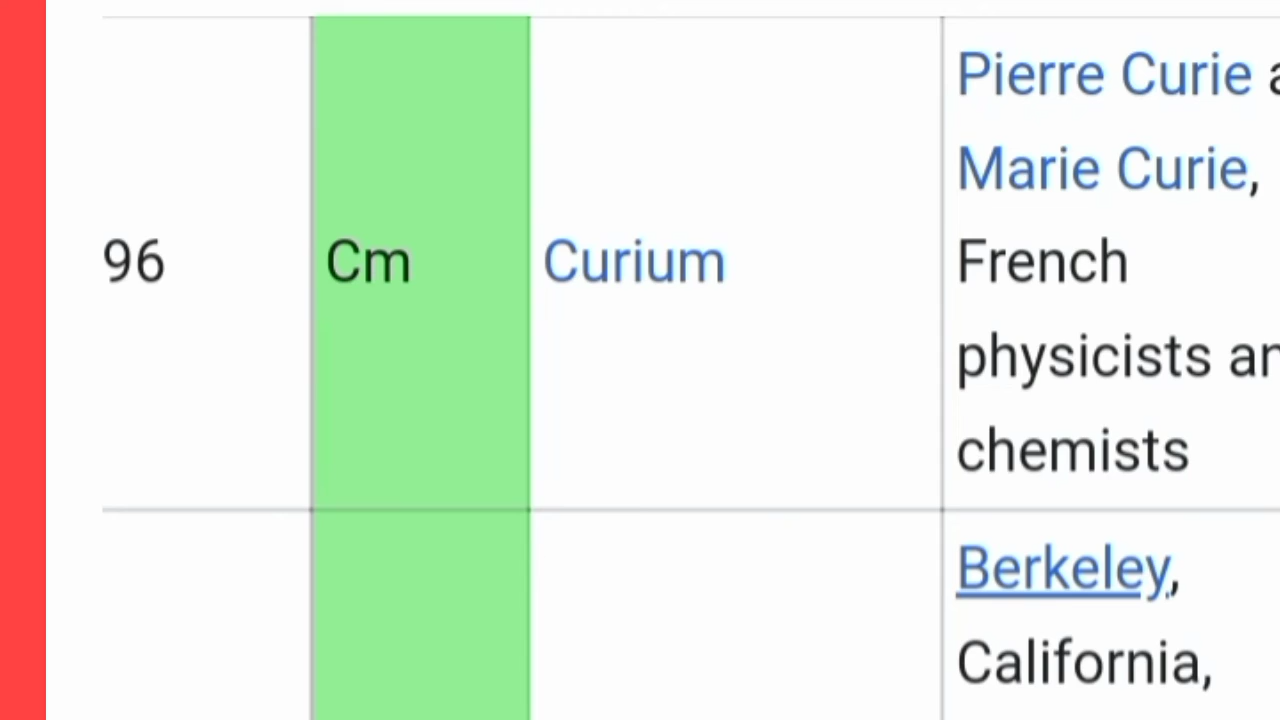 Pierre Curie
Marie Curie,
96 Cm Curium French
physicists
chemists
Berkeley,
California,